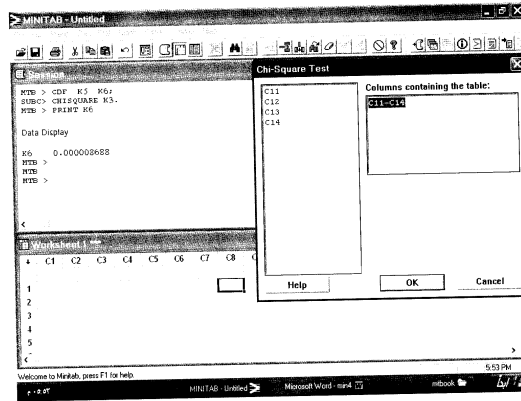 MINITAB - Untitled
Session
MTB > CDF K5 K6;
SUBC> CHISQUARE K3.
MTB > PRINT K6
Data Display
K6 0.000008688
MTB >
MTB
MTB >
Chi-Square Test
C11
C12
C13
C14
Columns containing the table:
C11-C14
Help
OK
Cancel
Worksheet 1 ***
C1 C2 C3 C4 C5 C6 C7 C8
1
2
3
4
5
Welcome to Minitab, press F1 for help.
5:53 PM
MINITAB - Untitled
Microsoft Word - min4
mtbook